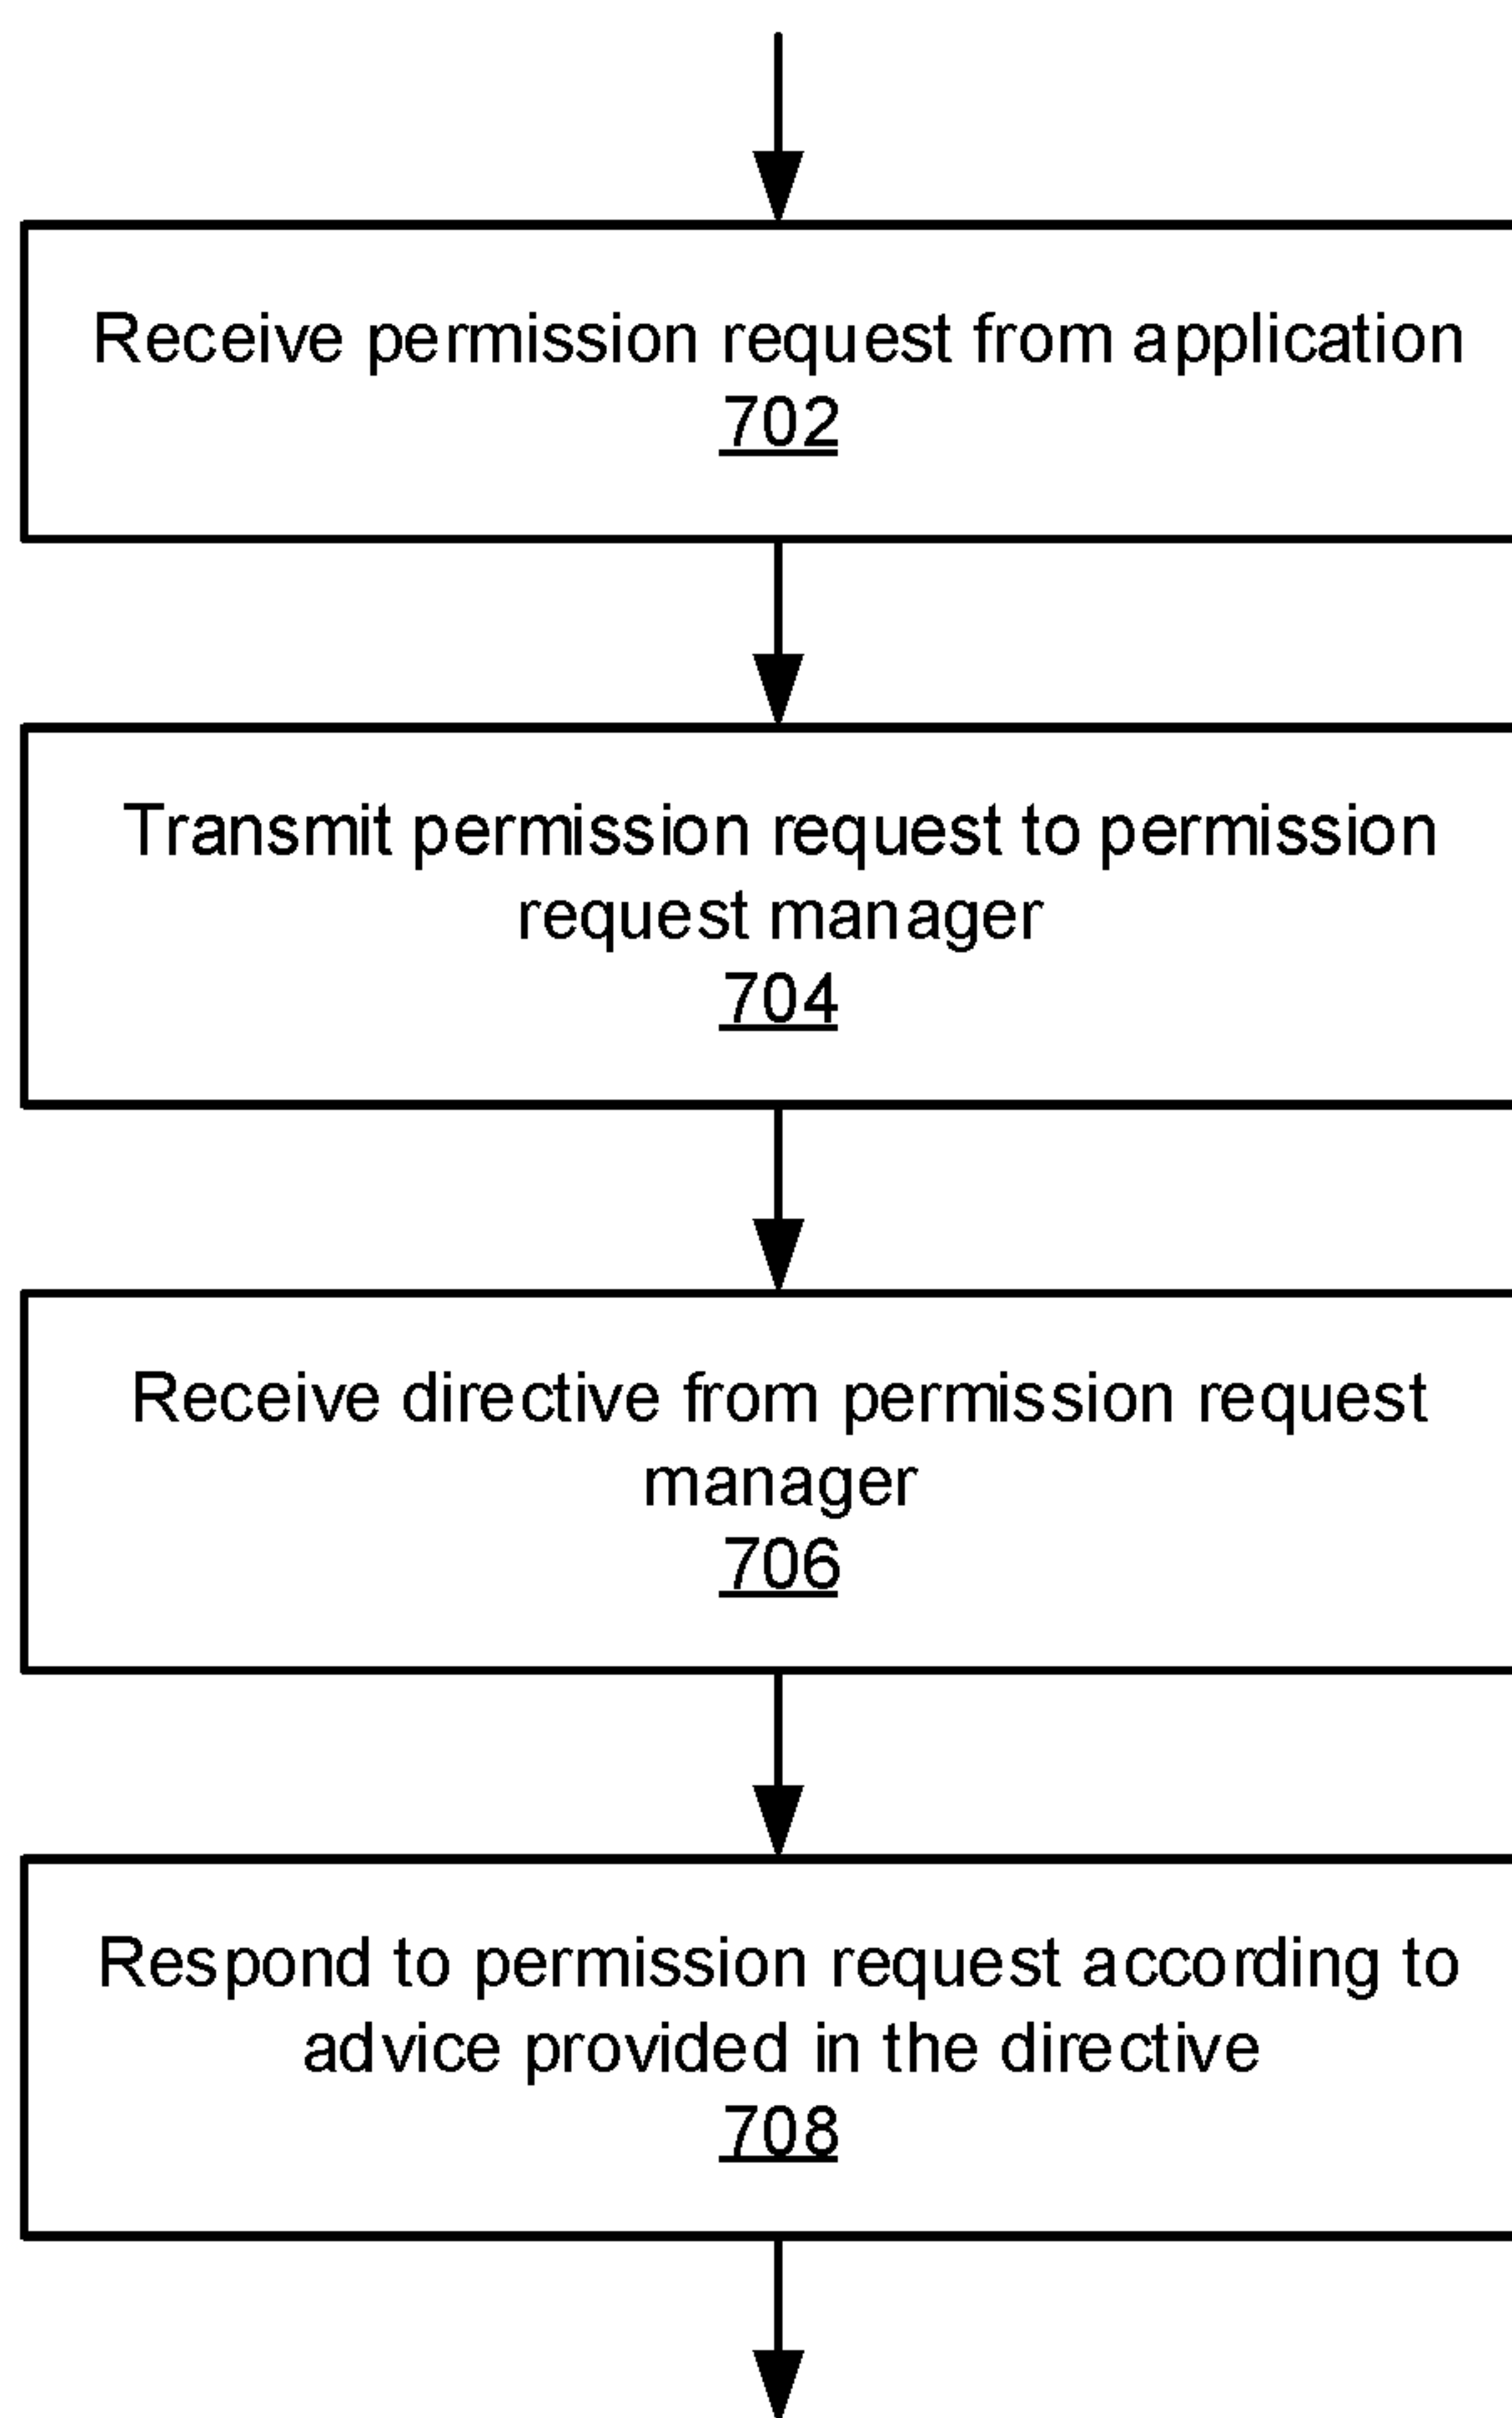 Receive permission request from application
702
Transmit permission request to permission
request manager
704
Receive directive from permission request
manager
706
Respond to permission request according to
advice provided in the directive
708